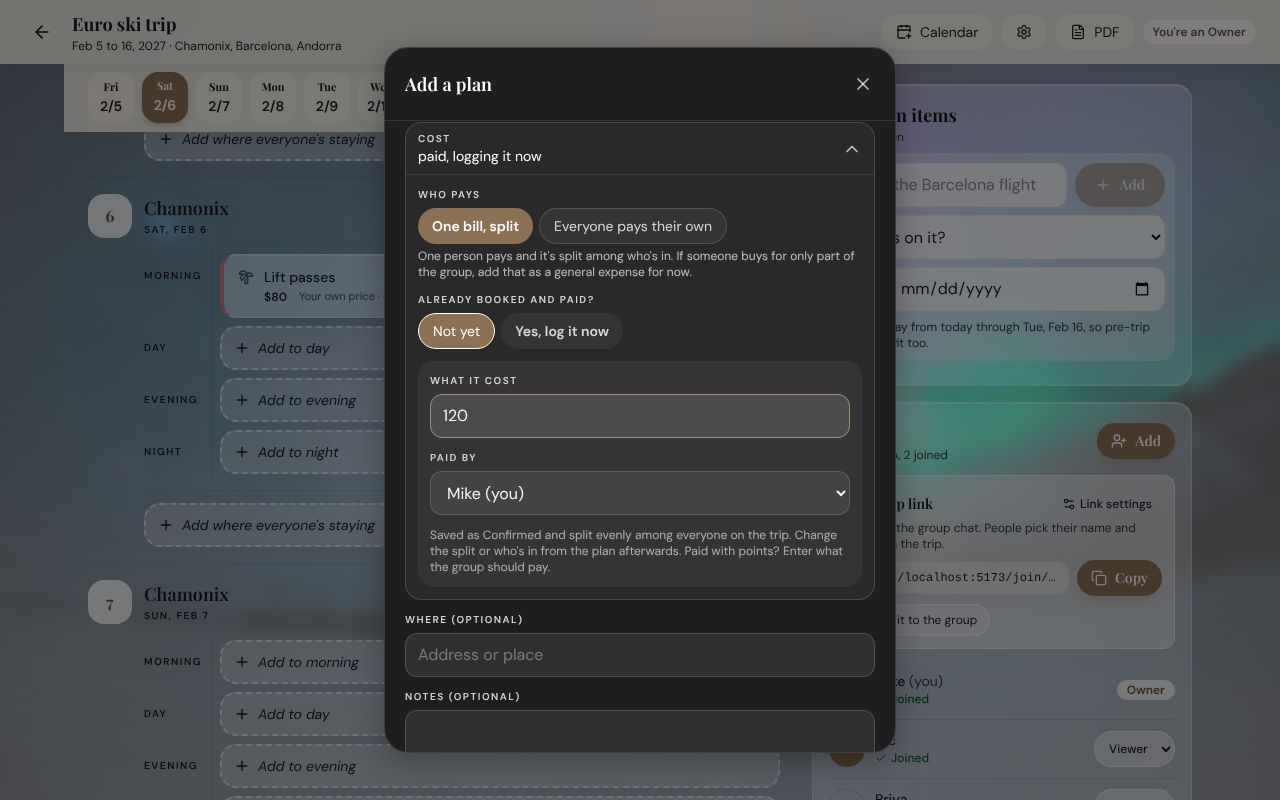 Euro ski trip
Feb 5 to 16, 2027 · Chamonix, Barcelona, Andorra
Calendar
PDF
You're an Owner
Fri
2/5
Sat
2/6
Sun
2/7
Mon
2/8
Tue
2/9
Add where everyone's staying
6
Chamonix
SAT, FEB 6
MORNING
Lift passes
$80
Your own price ·
DAY
Add to day
EVENING
Add to evening
NIGHT
Add to night
Add where everyone's staying
7
Chamonix
SUN, FEB 7
MORNING
Add to morning
DAY
Add to day
EVENING
Add to evening
Add a plan
COST
paid, logging it now
WHO PAYS
One bill, split
Everyone pays their own
One person pays and it's split among who's in. If someone buys for only part of
the group, add that as a general expense for now.
ALREADY BOOKED AND PAID?
Not yet
Yes, log it now
WHAT IT COST
120
PAID BY
Mike (you)
Saved as Confirmed and split evenly among everyone on the trip. Change
the split or who's in from the plan afterwards. Paid with points? Enter what
the group should pay.
WHERE (OPTIONAL)
Address or place
NOTES (OPTIONAL)
items
the Barcelona flight
Add
on it?
mm/dd/yyyy
from today through Tue, Feb 16, so pre-trip
it too.
2 joined
Add
link
Link settings
the group chat. People pick their name and
the trip.
/localhost:5173/join/…
Copy
it to the group
(you)
Joined
Owner
Joined
Viewer
Priya